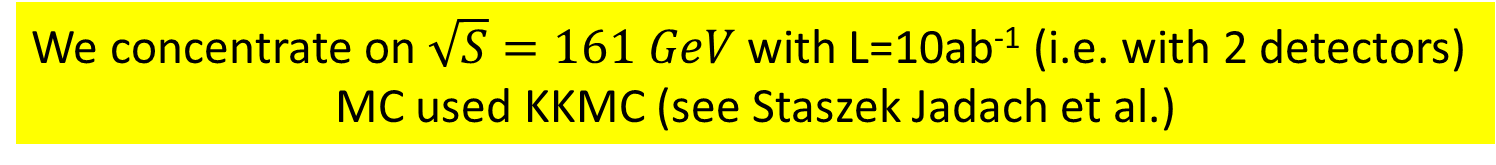 We concentrate on √S = 161 GeV with L=10ab⁻¹ (i.e. with 2 detectors)
MC used KKMC (see Staszek Jadach et al.)